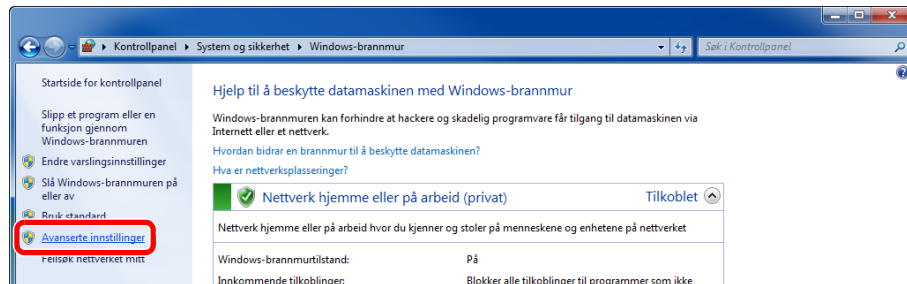 Kontrollpanel System og sikkerhet Windows-brannmur
Søk i Kontrollpanel
Startside for kontrollpanel
Slipp et program eller en
funksjon gjennom
Windows-brannmuren
Endre varslingsinnstillinger
Slå Windows-brannmuren på
eller av
Bruk standard
Avanserte innstillinger
Feilsøk nettverket mitt
Hjelp til å beskytte datamaskinen med Windows-brannmur
Windows-brannmuren kan forhindre at hackere og skadelig programvare får tilgang til datamaskinen via
Internett eller et nettverk.
Hvordan bidrar en brannmur til å beskytte datamaskinen?
Hva er nettverksplasseringer?
Nettverk hjemme eller på arbeid (privat) Tilkoblet
Nettverk hjemme eller på arbeid hvor du kjenner og stoler på menneskene og enhetene på nettverket
Windows-brannmurtilstand: På
Innkommende tilkoblinger: Blokker alle tilkoblinger til programmer som ikke